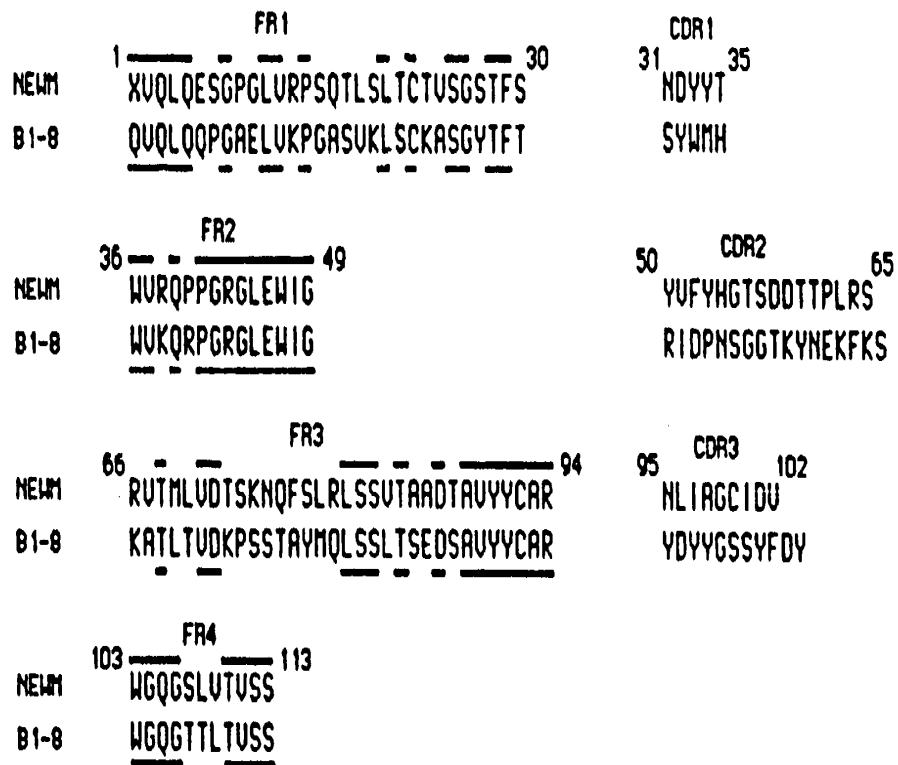 FR1 CDR1
1 30 31 35
NEWM XVQLQESGPGLVRPSQTLSLTCTVSGSTFS NDYYT
B1-8 QVQLQQPGAELVKPGASVKLSCKASGYTFT SYWMH
FR2 CDR2
36 49 50 65
NEWM WVRQPPGRGLEWIG YVFYHGTSDDTTPLRS
B1-8 WVKQRPGRGLEWIG RIDPNSGGTKYNEKFKS
FR3 CDR3
66 94 95 102
NEWM RVTMLVDTSKNQFSLRLSSVTAADTAVYYCAR NLIAGCIDV
B1-8 KATLTVDKPSSTAYMQLSSLTSEDSAVYYCAR YDYYGSSYFDY
FR4
103 113
NEWM WGQGSLVTVSS
B1-8 WGQGTTLTVSS